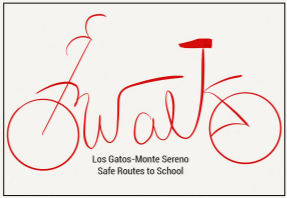 walk
Los Gatos-Monte Sereno
Safe Routes to School